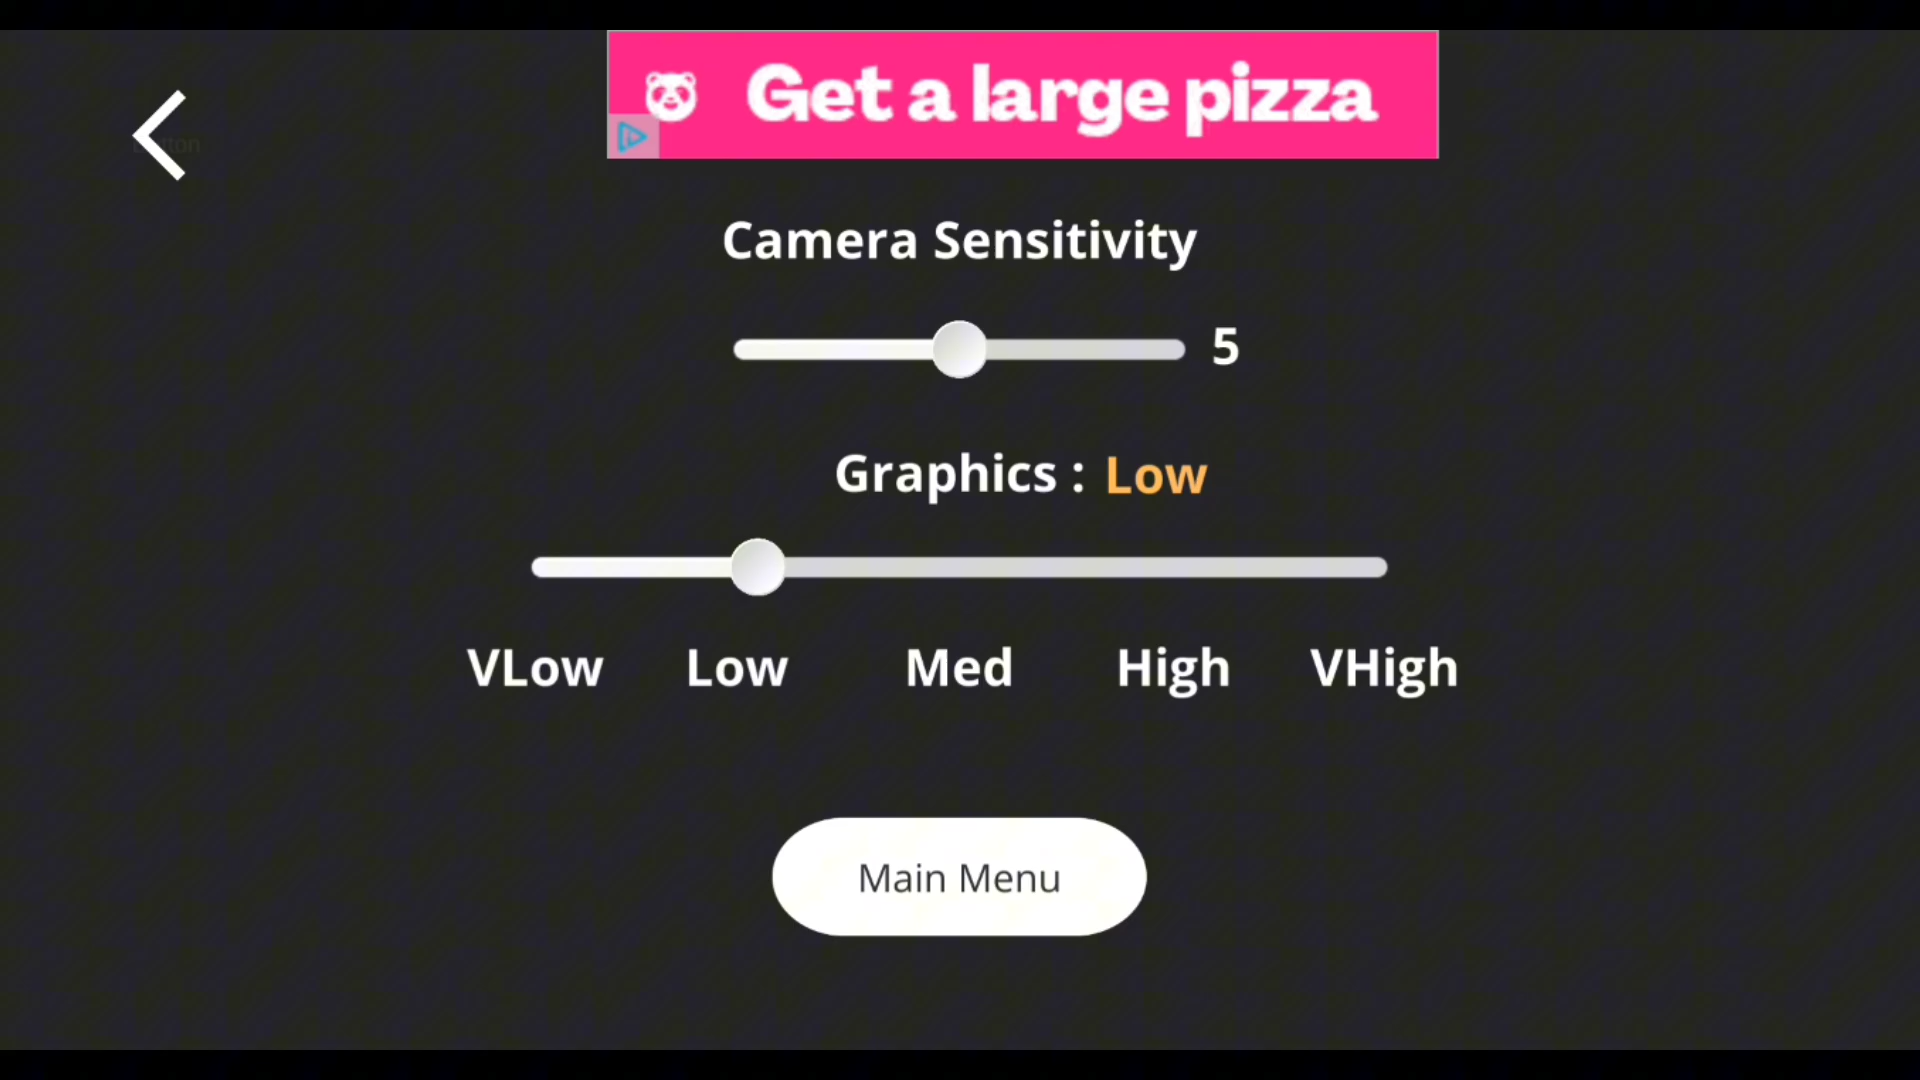 Get a large pizza
Camera Sensitivity
5
Graphics : Low
VLow Low Med High VHigh
Main Menu